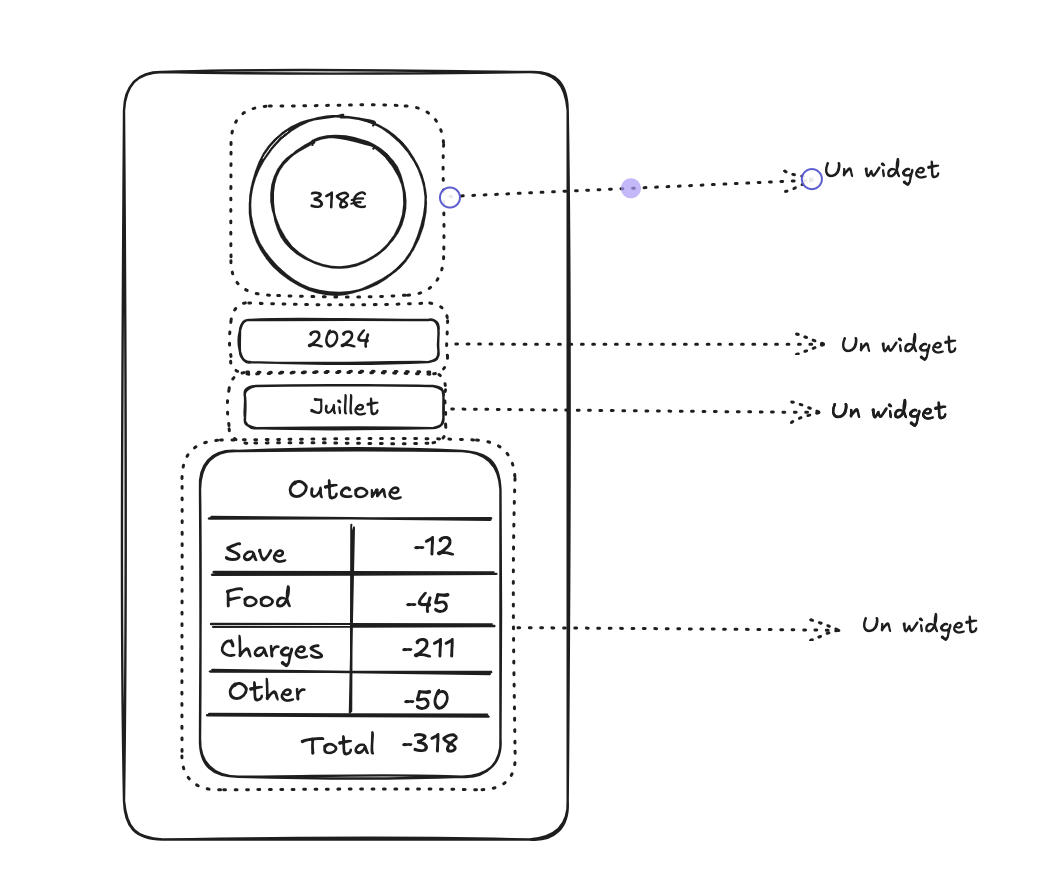 318€
Un widget
2024
Un widget
Juillet
Un widget
Outcome
Save -12
Food -45
Un widget
Charges -211
Other -50
Total -318